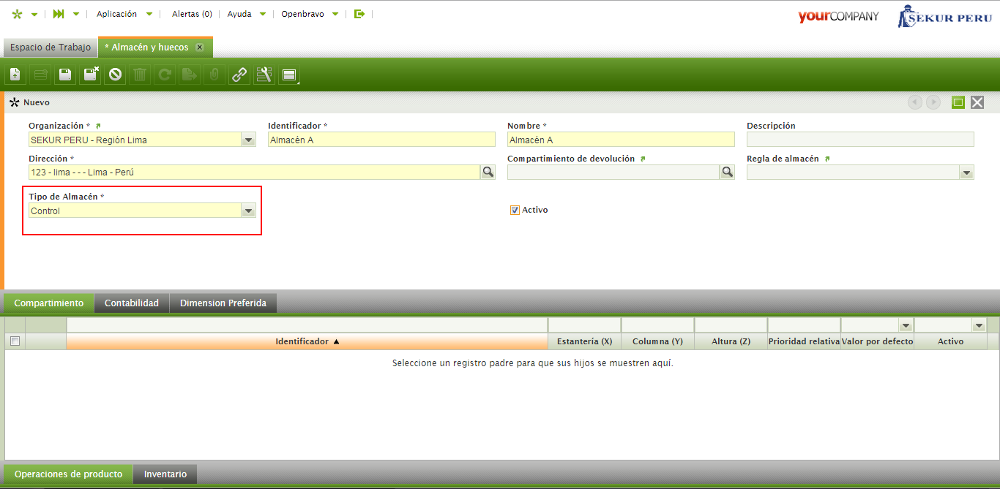 Aplicación Alertas (0) Ayuda Openbravo
yourCOMPANY SEKUR PERU
Espacio de Trabajo * Almacén y huecos
Nuevo
Organización * Identificador * Nombre * Descripción
SEKUR PERU - Región Lima Almacén A Almacén A
Dirección * Compartimiento de devolución Regla de almacén
123 - lima - - - Lima - Perú
Tipo de Almacén *
Control Activo
Compartimiento Contabilidad Dimension Preferida
Identificador Estantería (X) Columna (Y) Altura (Z) Prioridad relativa Valor por defecto Activo
Seleccione un registro padre para que sus hijos se muestren aquí.
Operaciones de producto Inventario